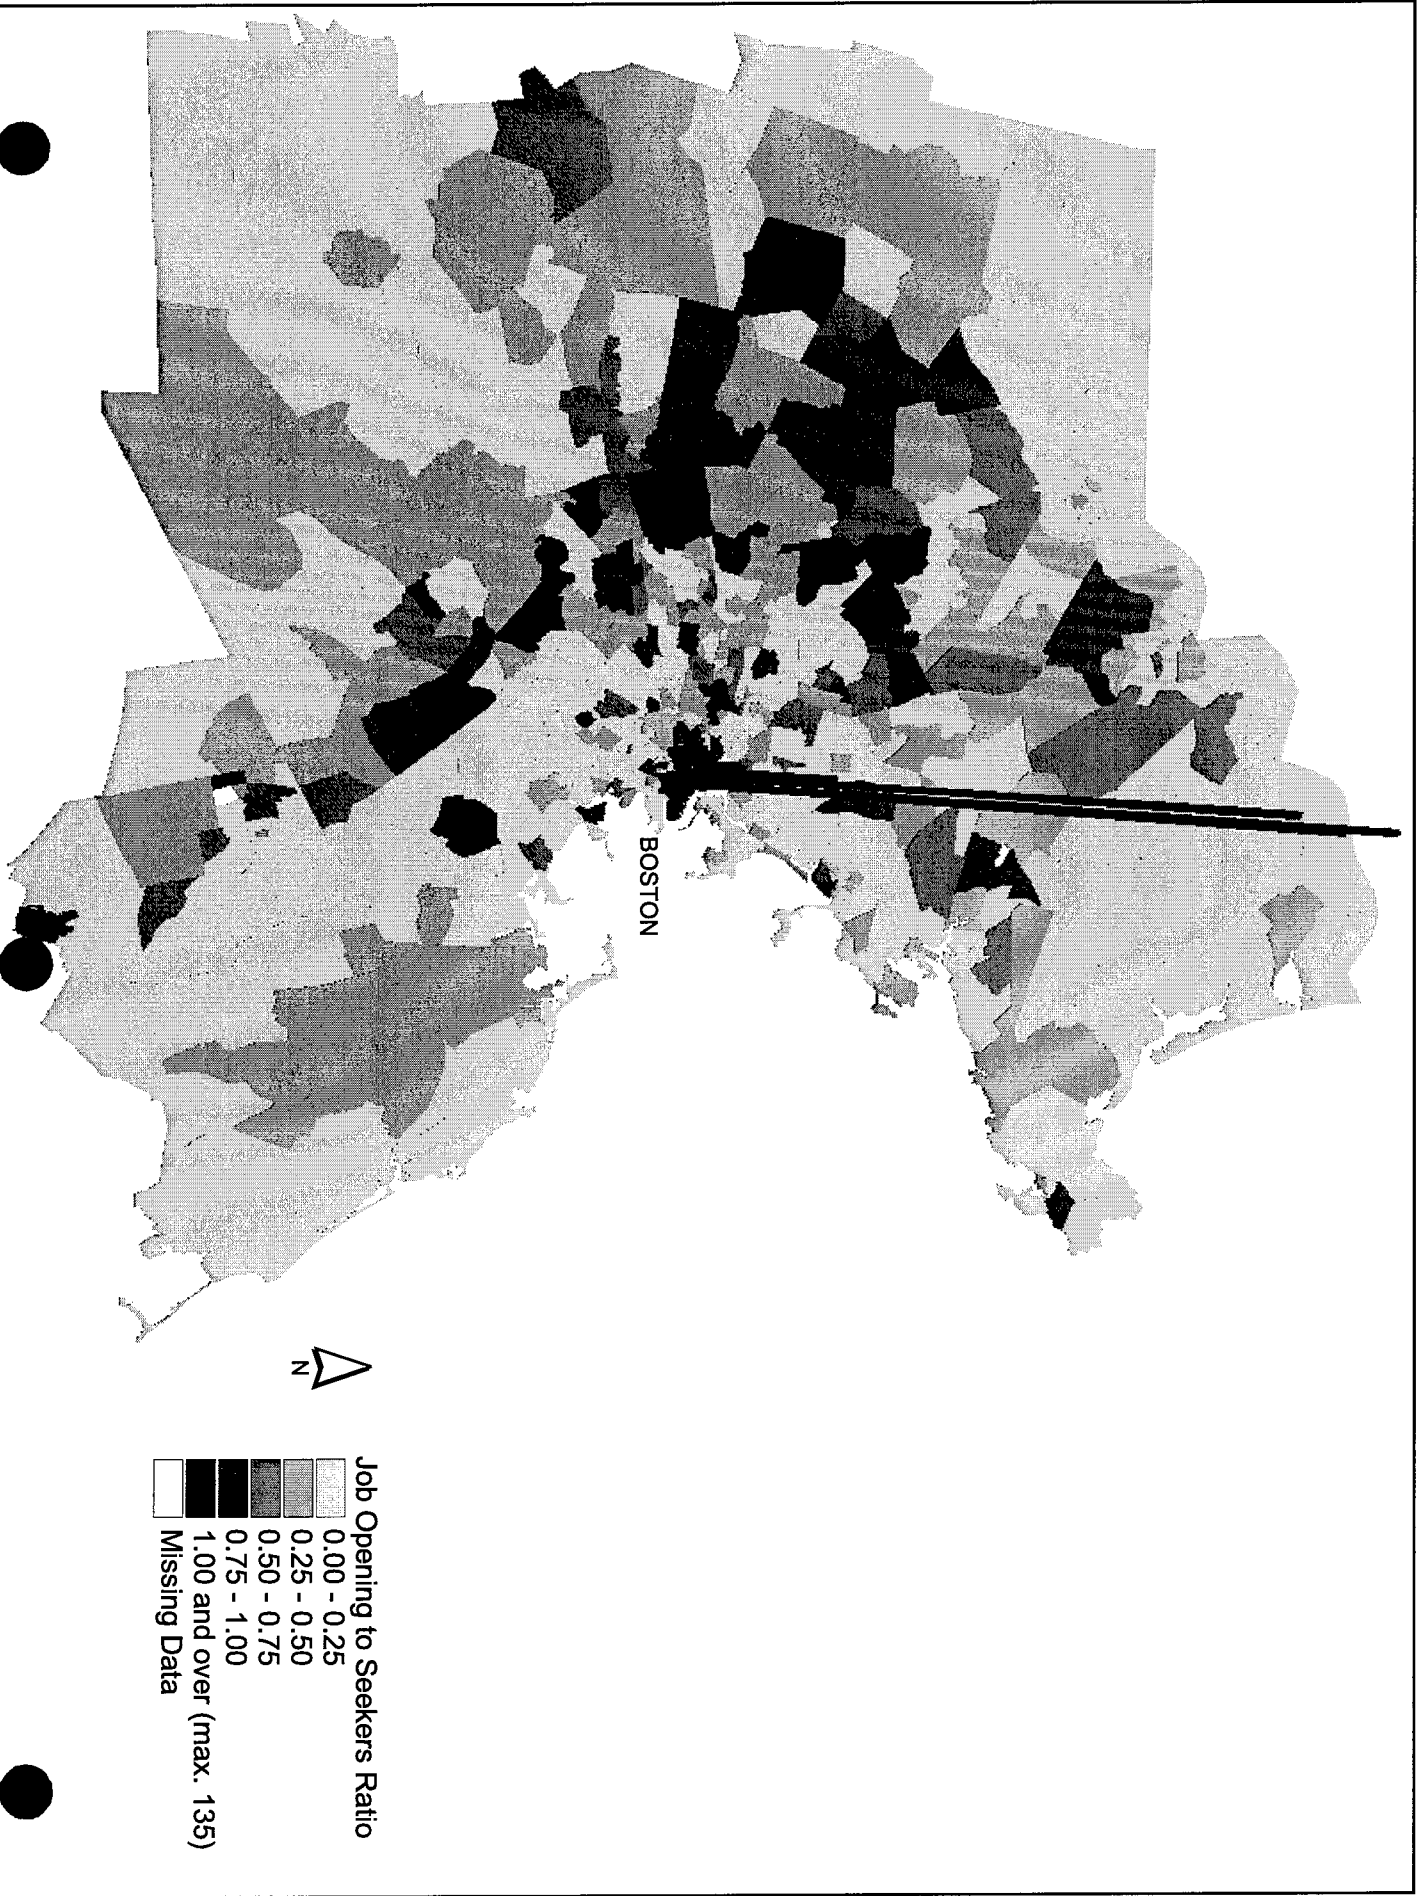 BOSTON
N
Job Opening to Seekers Ratio
0.00 - 0.25
0.25 - 0.50
0.50 - 0.75
0.75 - 1.00
1.00 and over (max. 135)
Missing Data